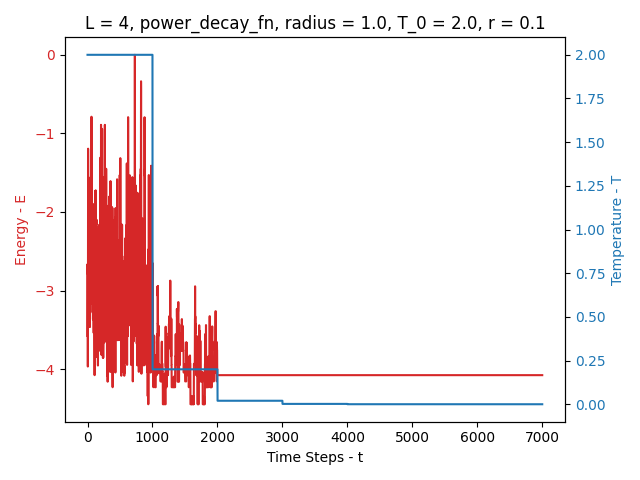 L = 4, power_decay_fn, radius = 1.0, T_0 = 2.0, r = 0.1
0
−1
−2
−3
−4
Energy - E
2.00
1.75
1.50
1.25
1.00
0.75
0.50
0.25
0.00
Temperature - T
0 1000 2000 3000 4000 5000 6000 7000
Time Steps - t